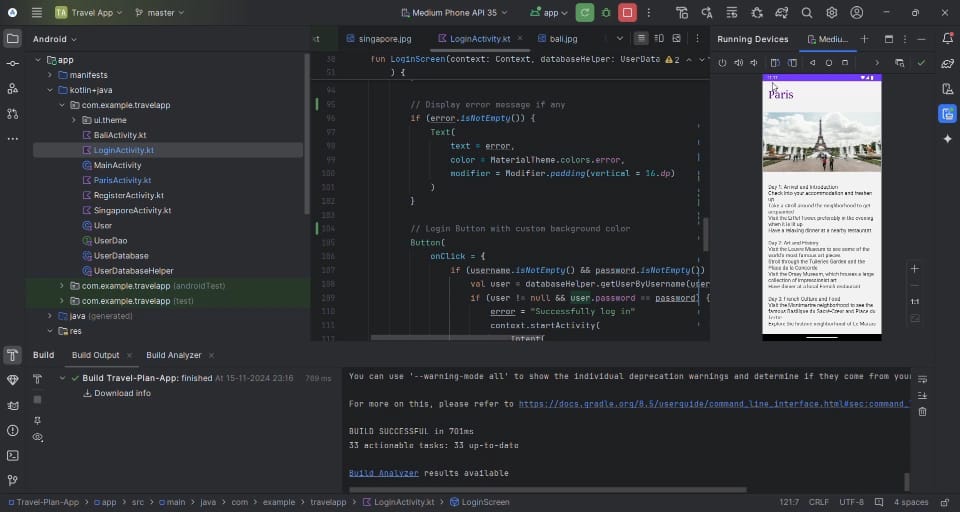 TA Travel App
master
Medium Phone API 35
app
Android
app
manifests
kotlin+java
com.example.travelapp
ui.theme
BaliActivity.kt
LoginActivity.kt
MainActivity
ParisActivity.kt
RegisterActivity.kt
SingaporeActivity.kt
User
UserDao
UserDatabase
UserDatabaseHelper
com.example.travelapp (androidTest)
com.example.travelapp (test)
java (generated)
res
kt
singapore.jpg
LoginActivity.kt
bali.jpg
38 fun LoginScreen(context: Context, databaseHelper: UserData 2
51 ) {
94
95 // Display error message if any
96 if (error.isNotEmpty()) {
97 Text(
98 text = error,
99 color = MaterialTheme.colors.error,
100 modifier = Modifier.padding(vertical = 16.dp)
101 )
102 }
103
104 // Login Button with custom background color
105 Button(
106 onClick = {
107 if (username.isNotEmpty() && password.isNotEmpty())
108 val user = databaseHelper.getUserByUsername(user
109 if (user != null && user.password == password) {
110 error = "Successfully log in"
111 context.startActivity(
112 Intent(
Running Devices
Mediu...
1:1
11:17
Paris
Day 1: Arrival and Introduction
Check into your accommodation and freshen
up
Take a stroll around the neighborhood to get
acquainted
Visit the Eiffel Tower, preferably in the evening
when it is lit up
Have a relaxing dinner at a nearby restaurant
Day 2: Art and History
Visit the Louvre Museum to see some of the
world's most famous art pieces
Stroll through the Tuileries Garden and the
Place de la Concorde
Visit the Orsay Museum, which houses a large
collection of impressionist art
Have dinner at a local French restaurant
Day 3: French Culture and Food
Visit the Montmartre neighborhood to see the
famous Basilique du Sacré-Cœur and Place du
Tertre
Explore the historic neighborhood of Le Marais
Build
Build Output
Build Analyzer
Build Travel-Plan-App: finished At 15-11-2024 23:16 769 ms
Download info
You can use '--warning-mode all' to show the individual deprecation warnings and determine if they come from your
For more on this, please refer to https://docs.gradle.org/8.5/userguide/command_line_interface.html#sec:command_
BUILD SUCCESSFUL in 701ms
33 actionable tasks: 33 up-to-date
Build Analyzer results available
Travel-Plan-App > app > src > main > java > com > example > travelapp > LoginActivity.kt > LoginScreen
121:7 CRLF UTF-8 4 spaces